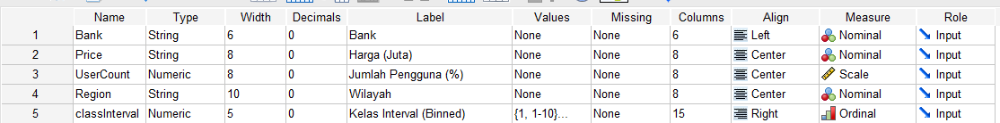 Name Type Width Decimals Label Values Missing Columns Align Measure Role
1 Bank String 6 0 Bank None None 6 Left Nominal Input
2 Price String 8 0 Harga (Juta) None None 8 Center Nominal Input
3 UserCount Numeric 8 0 Jumlah Pengguna (%) None None 8 Center Scale Input
4 Region String 10 0 Wilayah None None 8 Center Nominal Input
5 classInterval Numeric 5 0 Kelas Interval (Binned) {1, 1-10}... None 15 Right Ordinal Input